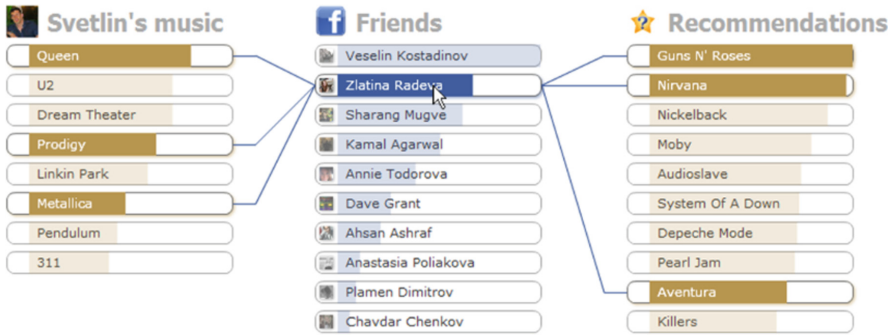 Svetlin's music
Queen
U2
Dream Theater
Prodigy
Linkin Park
Metallica
Pendulum
311
Friends
Veselin Kostadinov
Zlatina Radeva
Sharang Mugve
Kamal Agarwal
Annie Todorova
Dave Grant
Ahsan Ashraf
Anastasia Poliakova
Plamen Dimitrov
Chavdar Chenkov
Recommendations
Guns N' Roses
Nirvana
Nickelback
Moby
Audioslave
System Of A Down
Depeche Mode
Pearl Jam
Aventura
Killers